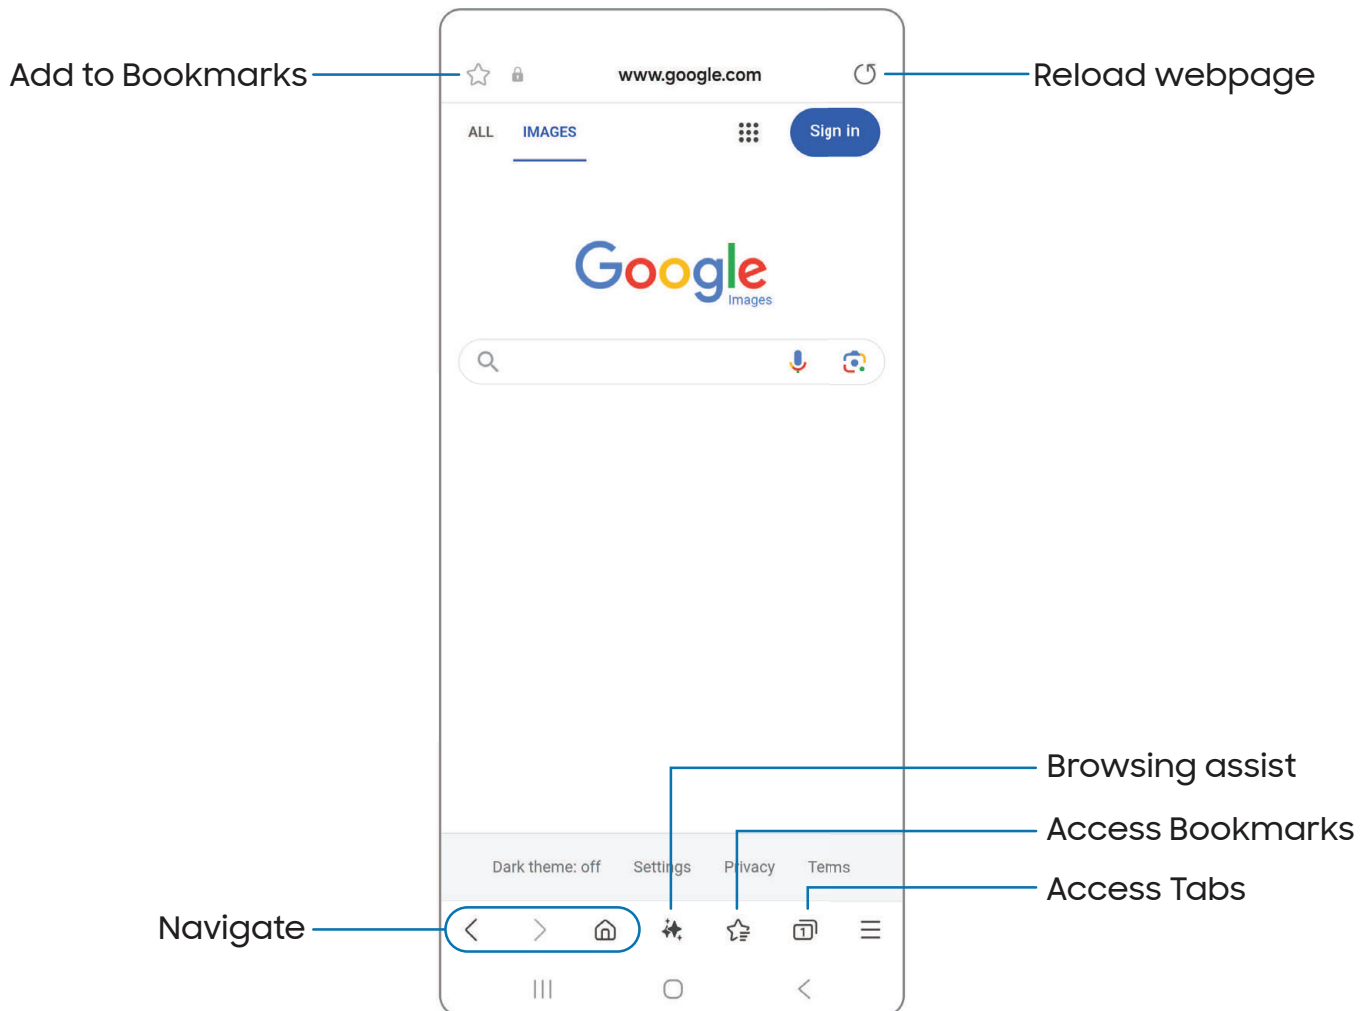 Add to Bookmarks
www.google.com
Reload webpage
ALL IMAGES
Sign in
Google
Images
Browsing assist
Access Bookmarks
Dark theme: off Settings Privacy Terms
Access Tabs
Navigate
1